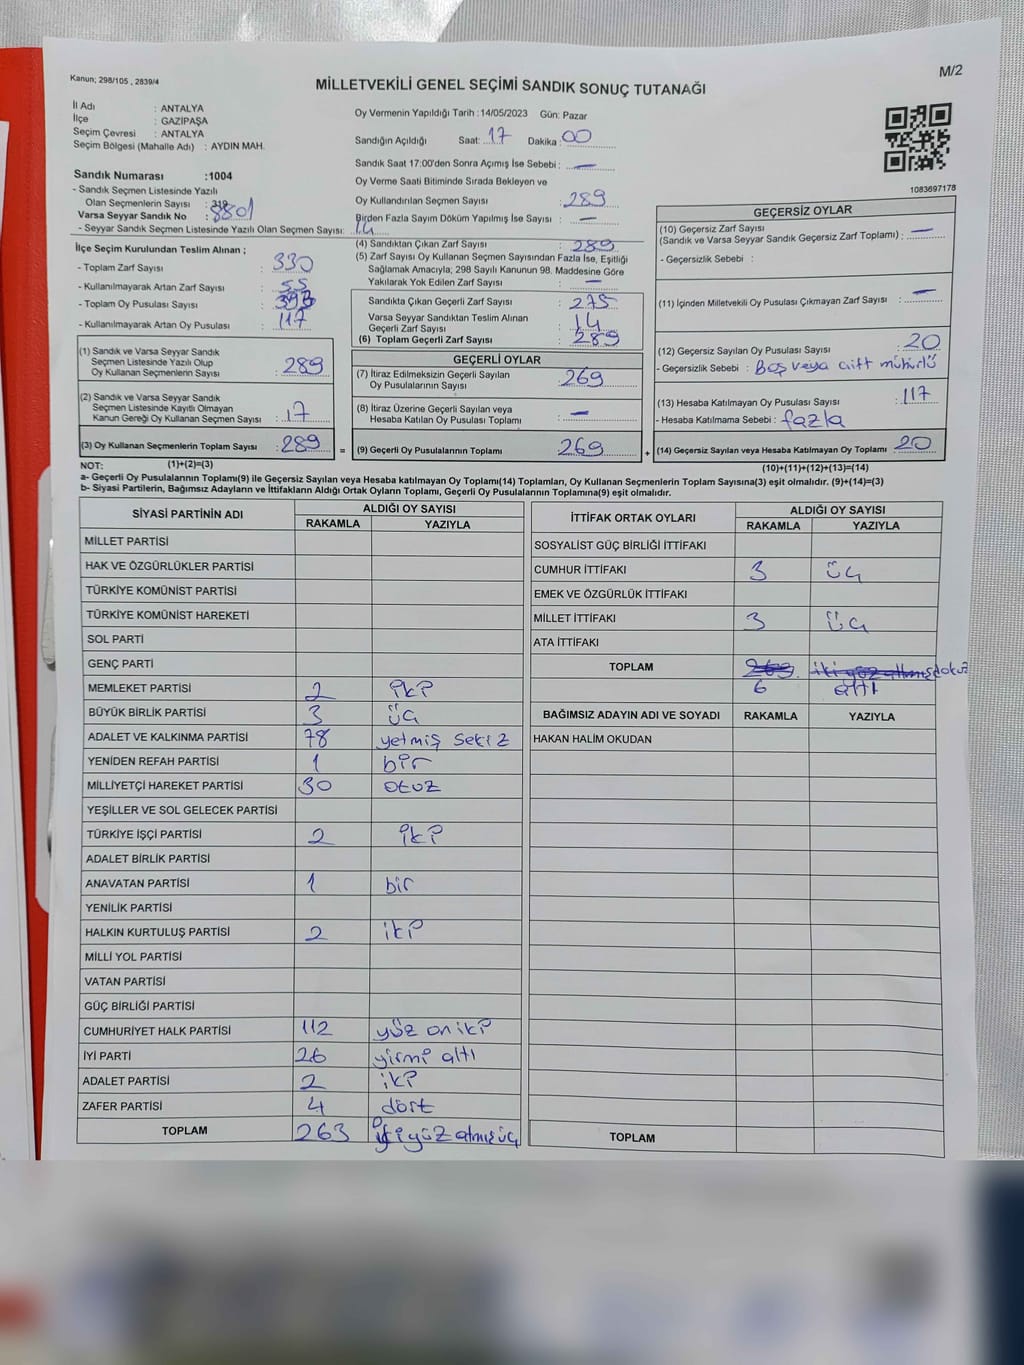 Kanun; 298/105 , 2839/4
M/2
MİLLETVEKİLİ GENEL SEÇİMİ SANDIK SONUÇ TUTANAĞI
İl Adı : ANTALYA
İlçe : GAZİPAŞA
Seçim Çevresi : ANTALYA
Seçim Bölgesi (Mahalle Adı) : AYDIN MAH.
Sandık Numarası :1004
- Sandık Seçmen Listesinde Yazılı
Olan Seçmenlerin Sayısı :
Varsa Seyyar Sandık No : 8801
- Seyyar Sandık Seçmen Listesinde Yazılı Olan Seçmen Sayısı: 14
Oy Vermenin Yapıldığı Tarih :14/05/2023 Gün: Pazar
Sandığın Açıldığı Saat: 17 Dakika: 00
Sandık Saat 17:00'den Sonra Açımış İse Sebebi : —
Oy Verme Saati Bitiminde Sırada Bekleyen ve
Oy Kullandırılan Seçmen Sayısı : 289
Birden Fazla Sayım Döküm Yapılmış İse Sayısı : —
1083697178
İlçe Seçim Kurulundan Teslim Alınan ;
- Toplam Zarf Sayısı : 330
- Kullanılmayarak Artan Zarf Sayısı : 55
- Toplam Oy Pusulası Sayısı : 393
- Kullanılmayarak Artan Oy Pusulası : 117
(4) Sandıktan Çıkan Zarf Sayısı : 289
(5) Zarf Sayısı Oy Kullanan Seçmen Sayısından Fazla İse, Eşitliği
Sağlamak Amacıyla; 298 Sayılı Kanunun 98. Maddesine Göre
Yakılarak Yok Edilen Zarf Sayısı : —
Sandıkta Çıkan Geçerli Zarf Sayısı : 275
Varsa Seyyar Sandıktan Teslim Alınan
Geçerli Zarf Sayısı : 14
(6) Toplam Geçerli Zarf Sayısı : 289
GEÇERSİZ OYLAR
(10) Geçersiz Zarf Sayısı
(Sandık ve Varsa Seyyar Sandık Geçersiz Zarf Toplamı) : —
- Geçersizlik Sebebi :
(11) İçinden Milletvekili Oy Pusulası Çıkmayan Zarf Sayısı : —
(12) Geçersiz Sayılan Oy Pusulası Sayısı : 20
- Geçersizlik Sebebi : Boş veya çift mühürlü
(13) Hesaba Katılmayan Oy Pusulası Sayısı : 117
- Hesaba Katılmama Sebebi : fazla
(14) Geçersiz Sayılan veya Hesaba Katılmayan Oy Toplamı : 20
(10)+(11)+(12)+(13)=(14)
(1) Sandık ve Varsa Seyyar Sandık
Seçmen Listesinde Yazılı Olup
Oy Kullanan Seçmenlerin Sayısı : 289
(2) Sandık ve Varsa Seyyar Sandık
Seçmen Listesinde Kayıtlı Olmayan
Kanun Gereği Oy Kullanan Seçmen Sayısı : 17
(3) Oy Kullanan Seçmenlerin Toplam Sayısı : 289
GEÇERLİ OYLAR
(7) İtiraz Edilmeksizin Geçerli Sayılan
Oy Pusulalarının Sayısı : 269
(8) İtiraz Üzerine Geçerli Sayılan veya
Hesaba Katılan Oy Pusulası Toplamı : —
= (9) Geçerli Oy Pusulalarının Toplamı : 269 +
NOT: (1)+(2)=(3)
a- Geçerli Oy Pusulalarının Toplamı(9) ile Geçersiz Sayılan veya Hesaba katılmayan Oy Toplamı(14) Toplamları, Oy Kullanan Seçmenlerin Toplam Sayısına(3) eşit olmalıdır. (9)+(14)=(3)
b- Siyasi Partilerin, Bağımsız Adayların ve İttifakların Aldığı Ortak Oyların Toplamı, Geçerli Oy Pusulalarının Toplamına(9) eşit olmalıdır.
SİYASİ PARTİNİN ADI ALDIĞI OY SAYISI
RAKAMLA YAZIYLA
MİLLET PARTİSİ
HAK VE ÖZGÜRLÜKLER PARTİSİ
TÜRKİYE KOMÜNİST PARTİSİ
TÜRKİYE KOMÜNİST HAREKETİ
SOL PARTİ
GENÇ PARTİ
MEMLEKET PARTİSİ 2 iki
BÜYÜK BİRLİK PARTİSİ 3 üç
ADALET VE KALKINMA PARTİSİ 78 yetmiş sekiz
YENİDEN REFAH PARTİSİ 1 bir
MİLLİYETÇİ HAREKET PARTİSİ 30 otuz
YEŞİLLER VE SOL GELECEK PARTİSİ
TÜRKİYE İŞÇİ PARTİSİ 2 iki
ADALET BİRLİK PARTİSİ
ANAVATAN PARTİSİ 1 bir
YENİLİK PARTİSİ
HALKIN KURTULUŞ PARTİSİ 2 iki
MİLLİ YOL PARTİSİ
VATAN PARTİSİ
GÜÇ BİRLİĞİ PARTİSİ
CUMHURİYET HALK PARTİSİ 112 yüz on iki
İYİ PARTİ 26 yirmi altı
ADALET PARTİSİ 2 iki
ZAFER PARTİSİ 4 dört
TOPLAM 263 iki yüz atmış üç
İTTİFAK ORTAK OYLARI ALDIĞI OY SAYISI
RAKAMLA YAZIYLA
SOSYALİST GÜÇ BİRLİĞİ İTTİFAKI
CUMHUR İTTİFAKI 3 üç
EMEK VE ÖZGÜRLÜK İTTİFAKI
MİLLET İTTİFAKI 3 üç
ATA İTTİFAKI
TOPLAM 269 iki yüz altmış dokuz
6 altı
BAĞIMSIZ ADAYIN ADI VE SOYADI RAKAMLA YAZIYLA
HAKAN HALİM OKUDAN
TOPLAM